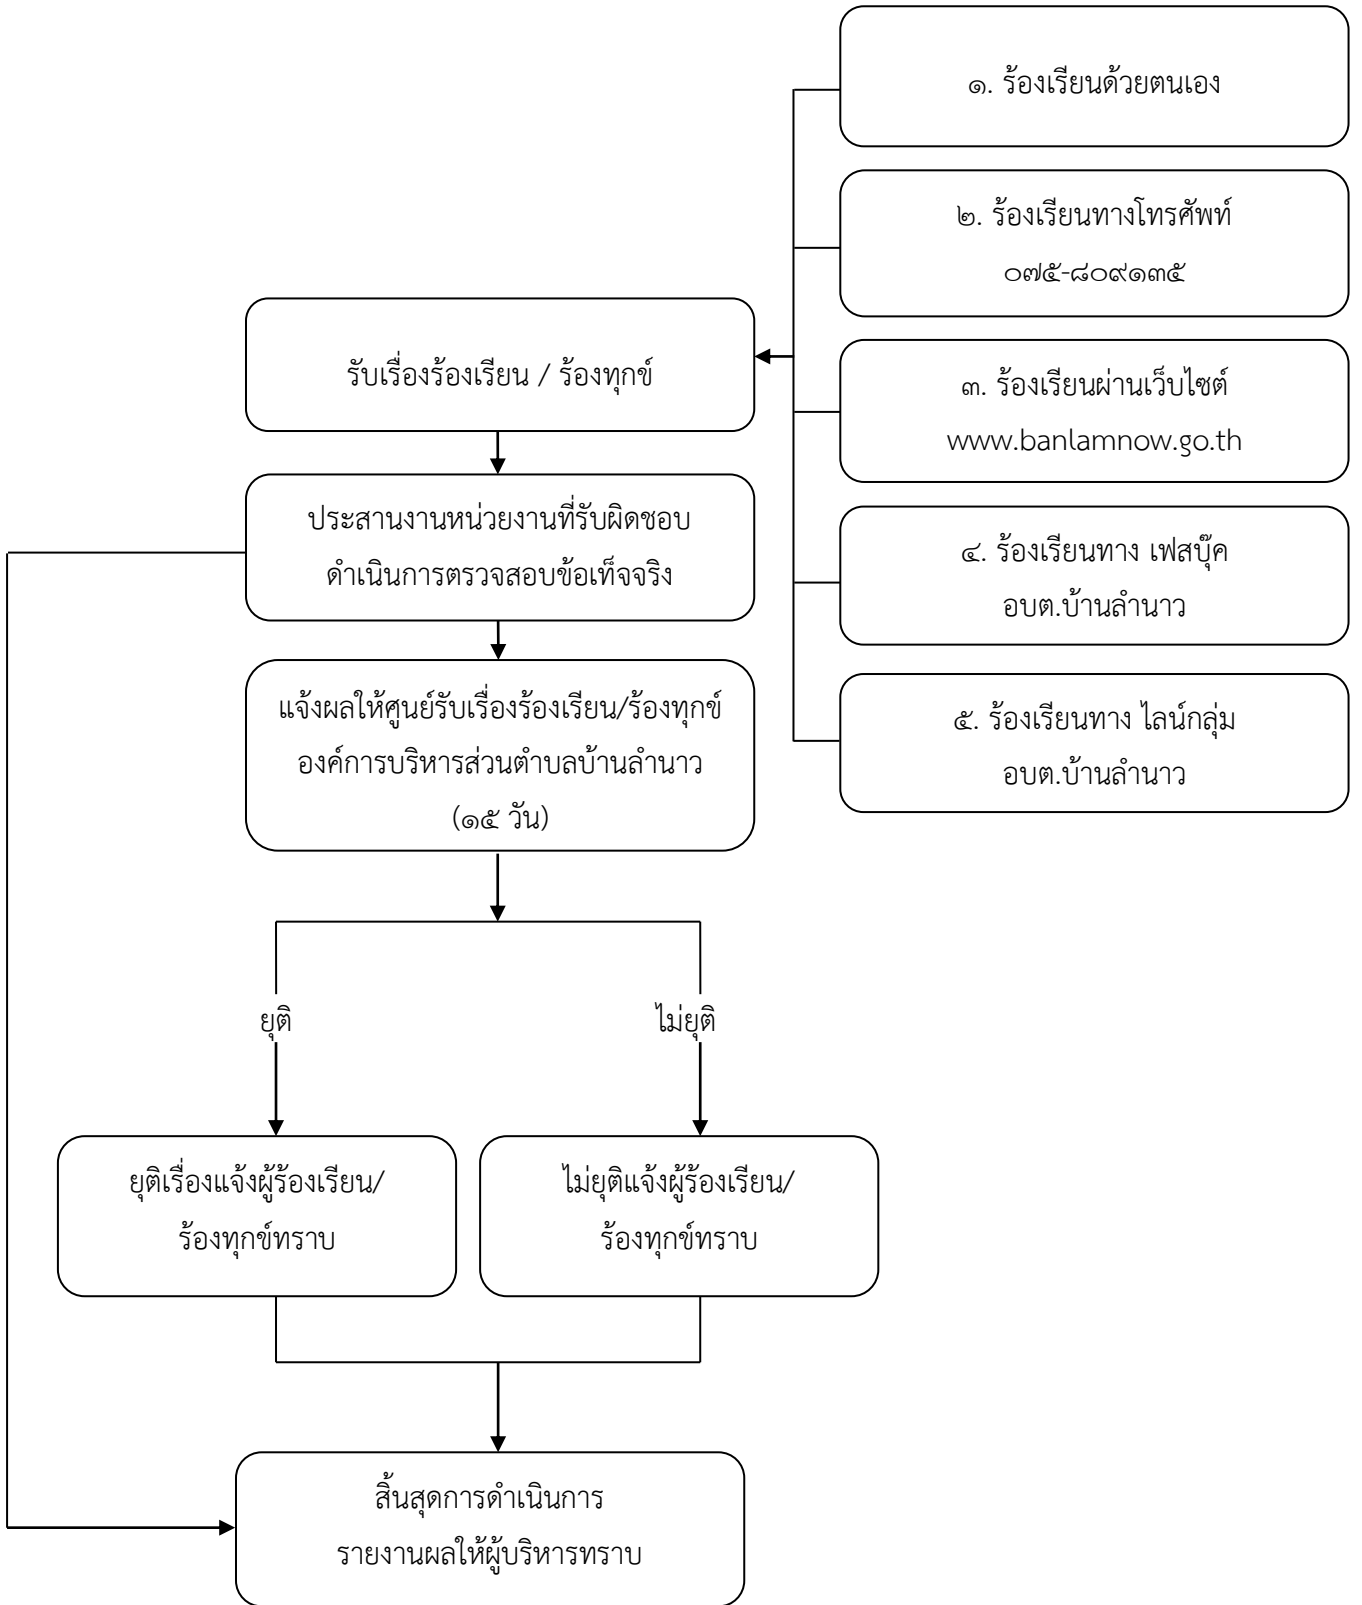 ๑. ร้องเรียนด้วยตนเอง
๒. ร้องเรียนทางโทรศัพท์
๐๗๕-๘๐๙๑๓๕
๓. ร้องเรียนผ่านเว็บไซต์
www.banlamnow.go.th
๔. ร้องเรียนทาง เฟสบุ๊ค
อบต.บ้านลำนาว
๕. ร้องเรียนทาง ไลน์กลุ่ม
อบต.บ้านลำนาว
รับเรื่องร้องเรียน / ร้องทุกข์
ประสานงานหน่วยงานที่รับผิดชอบ
ดำเนินการตรวจสอบข้อเท็จจริง
แจ้งผลให้ศูนย์รับเรื่องร้องเรียน/ร้องทุกข์
องค์การบริหารส่วนตำบลบ้านลำนาว
(๑๕ วัน)
ยุติ
ไม่ยุติ
ยุติเรื่องแจ้งผู้ร้องเรียน/
ร้องทุกข์ทราบ
ไม่ยุติแจ้งผู้ร้องเรียน/
ร้องทุกข์ทราบ
สิ้นสุดการดำเนินการ
รายงานผลให้ผู้บริหารทราบ